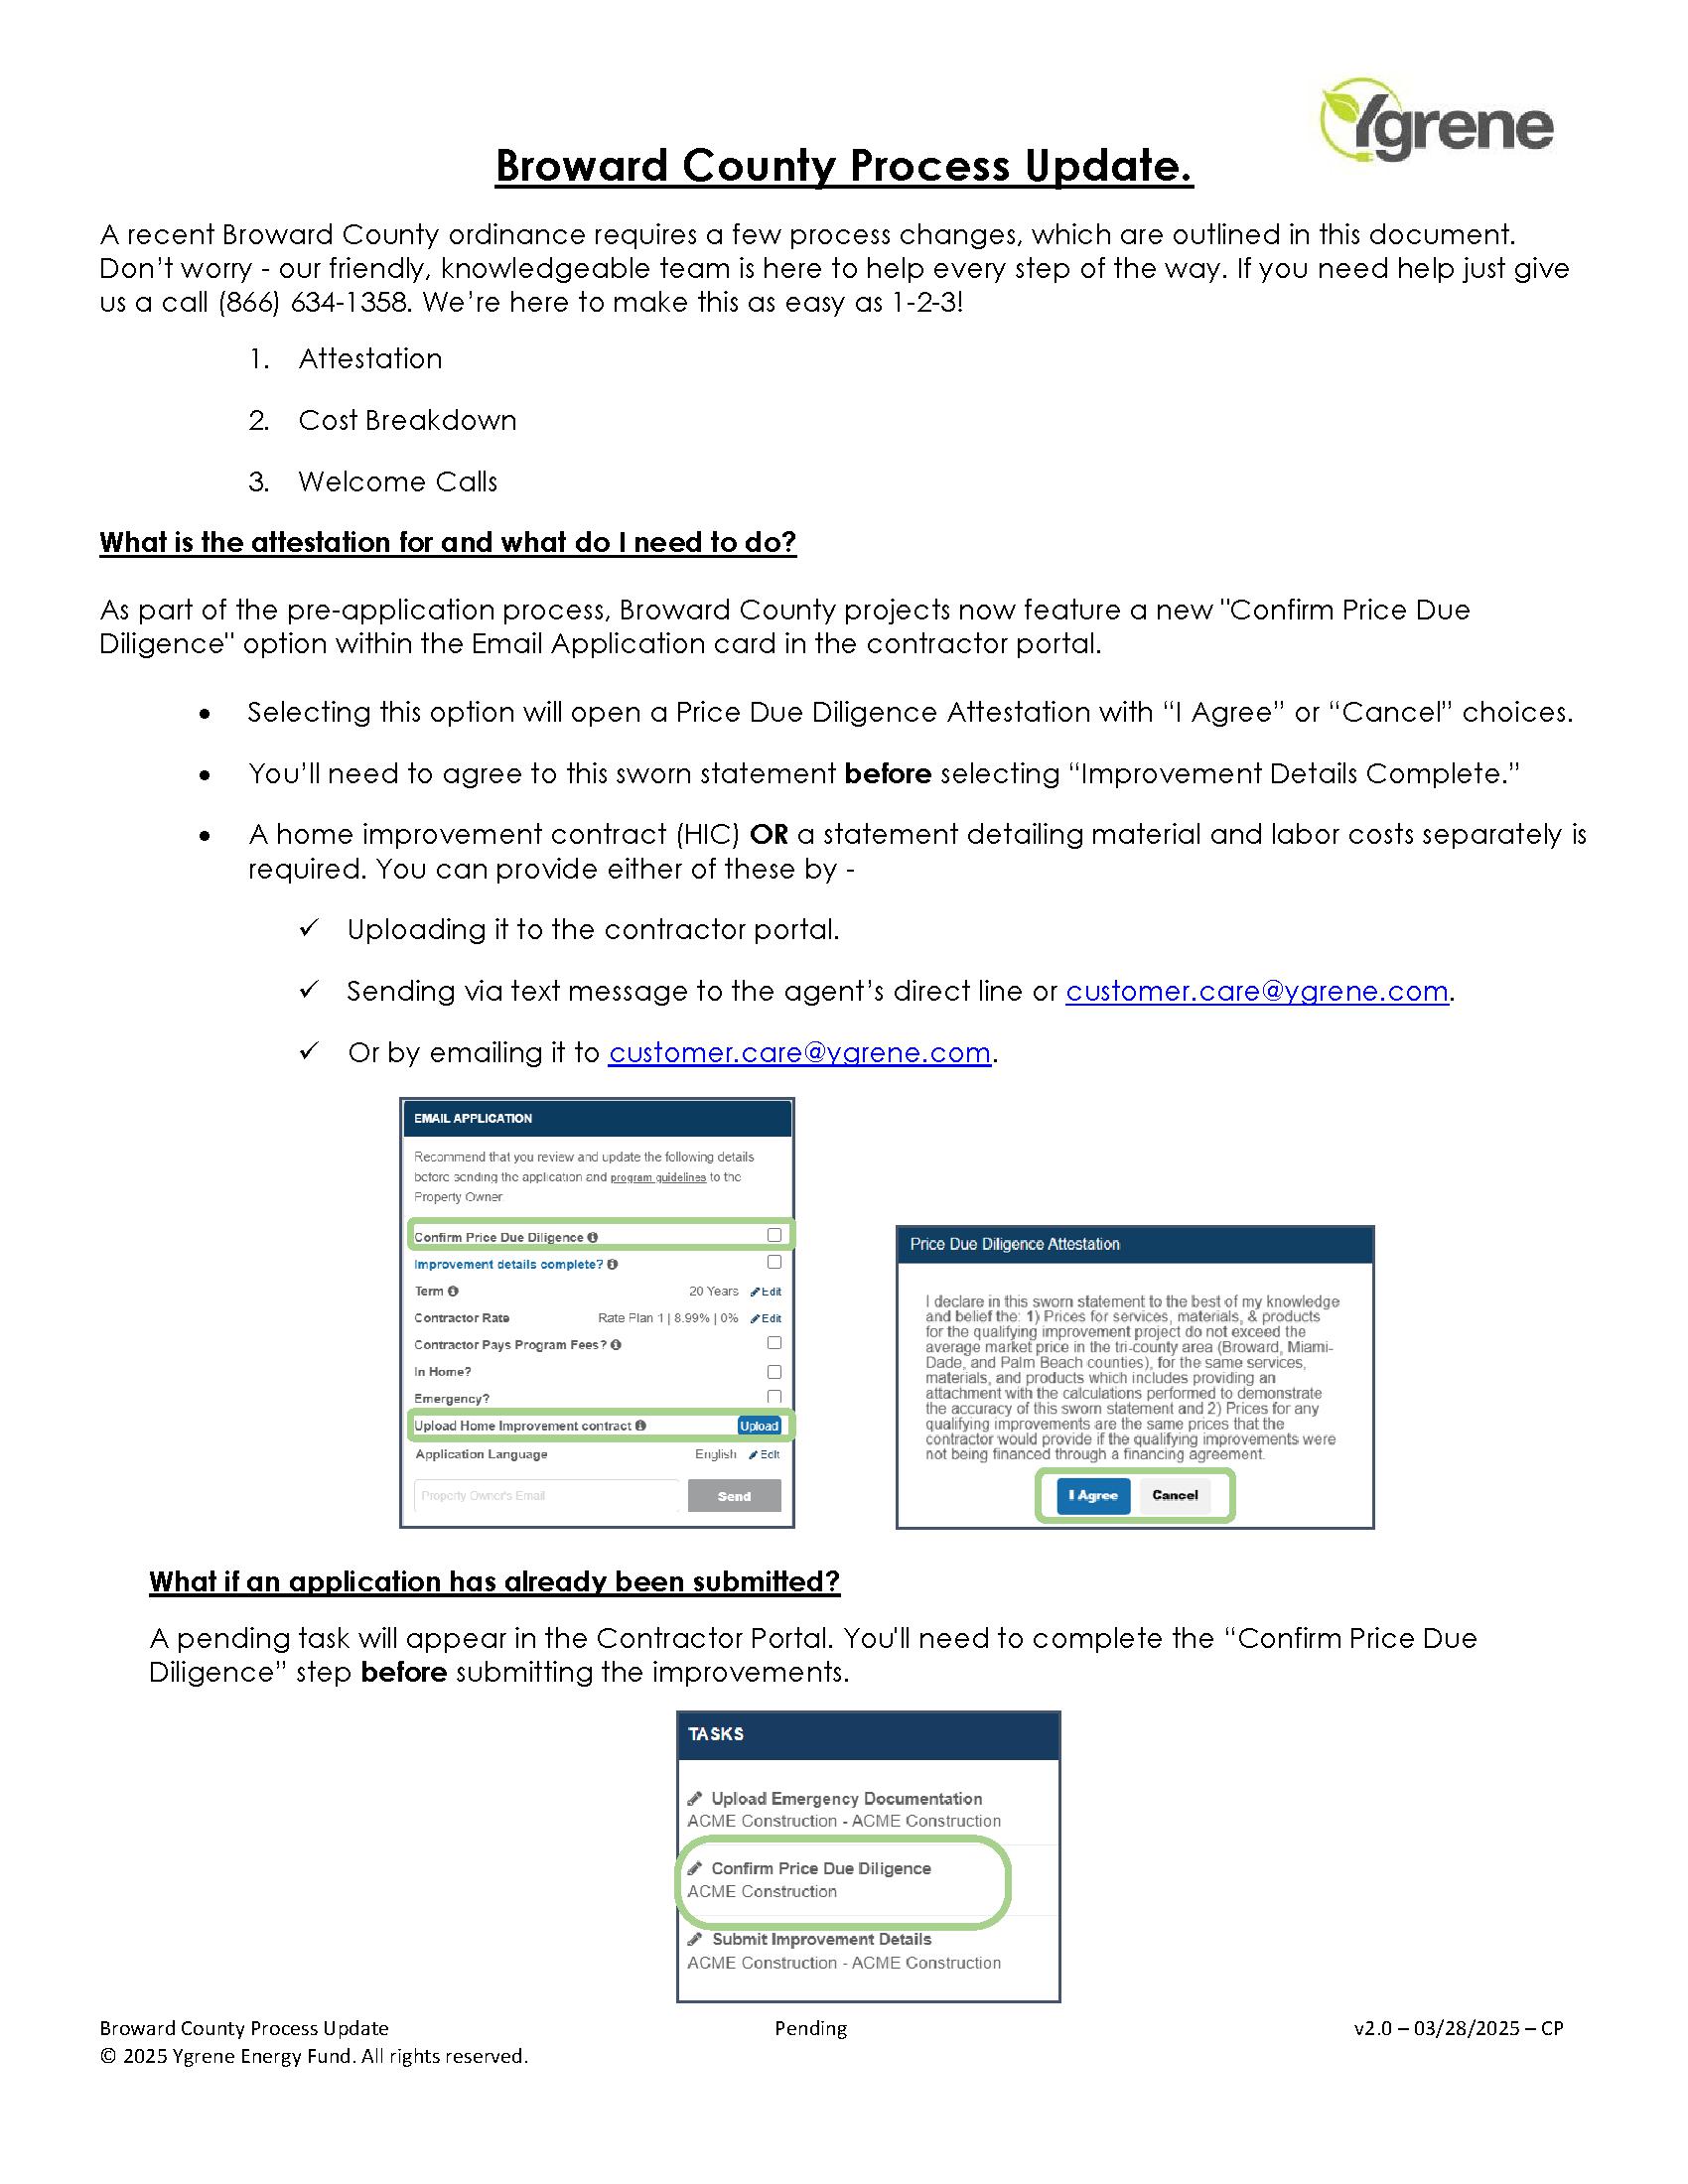 Ygrene
Broward County Process Update.
A recent Broward County ordinance requires a few process changes, which are outlined in this document.
Don’t worry - our friendly, knowledgeable team is here to help every step of the way. If you need help just give
us a call (866) 634-1358. We’re here to make this as easy as 1-2-3!
1. Attestation
2. Cost Breakdown
3. Welcome Calls
What is the attestation for and what do I need to do?
As part of the pre-application process, Broward County projects now feature a new "Confirm Price Due
Diligence" option within the Email Application card in the contractor portal.
• Selecting this option will open a Price Due Diligence Attestation with “I Agree” or “Cancel” choices.
• You’ll need to agree to this sworn statement before selecting “Improvement Details Complete.”
• A home improvement contract (HIC) OR a statement detailing material and labor costs separately is
required. You can provide either of these by -
✓ Uploading it to the contractor portal.
✓ Sending via text message to the agent’s direct line or customer.care@ygrene.com.
✓ Or by emailing it to customer.care@ygrene.com.
EMAIL APPLICATION
Recommend that you review and update the following details
before sending the application and program guidelines to the
Property Owner
Confirm Price Due Diligence
Improvement details complete?
Term 20 Years Edit
Contractor Rate Rate Plan 1 | 8.99% | 0% Edit
Contractor Pays Program Fees?
In Home?
Emergency?
Upload Home Improvement contract Upload
Application Language English Edit
Property Owner's Email Send
Price Due Diligence Attestation
I declare in this sworn statement to the best of my knowledge
and belief the: 1) Prices for services, materials, & products
for the qualifying improvement project do not exceed the
average market price in the tri-county area (Broward, Miami-
Dade, and Palm Beach counties), for the same services,
materials, and products which includes providing an
attachment with the calculations performed to demonstrate
the accuracy of this sworn statement and 2) Prices for any
qualifying improvements are the same prices that the
contractor would provide if the qualifying improvements were
not being financed through a financing agreement.
I Agree Cancel
What if an application has already been submitted?
A pending task will appear in the Contractor Portal. You'll need to complete the “Confirm Price Due
Diligence” step before submitting the improvements.
TASKS
Upload Emergency Documentation
ACME Construction - ACME Construction
Confirm Price Due Diligence
ACME Construction
Submit Improvement Details
ACME Construction - ACME Construction
Broward County Process Update Pending v2.0 – 03/28/2025 – CP
© 2025 Ygrene Energy Fund. All rights reserved.